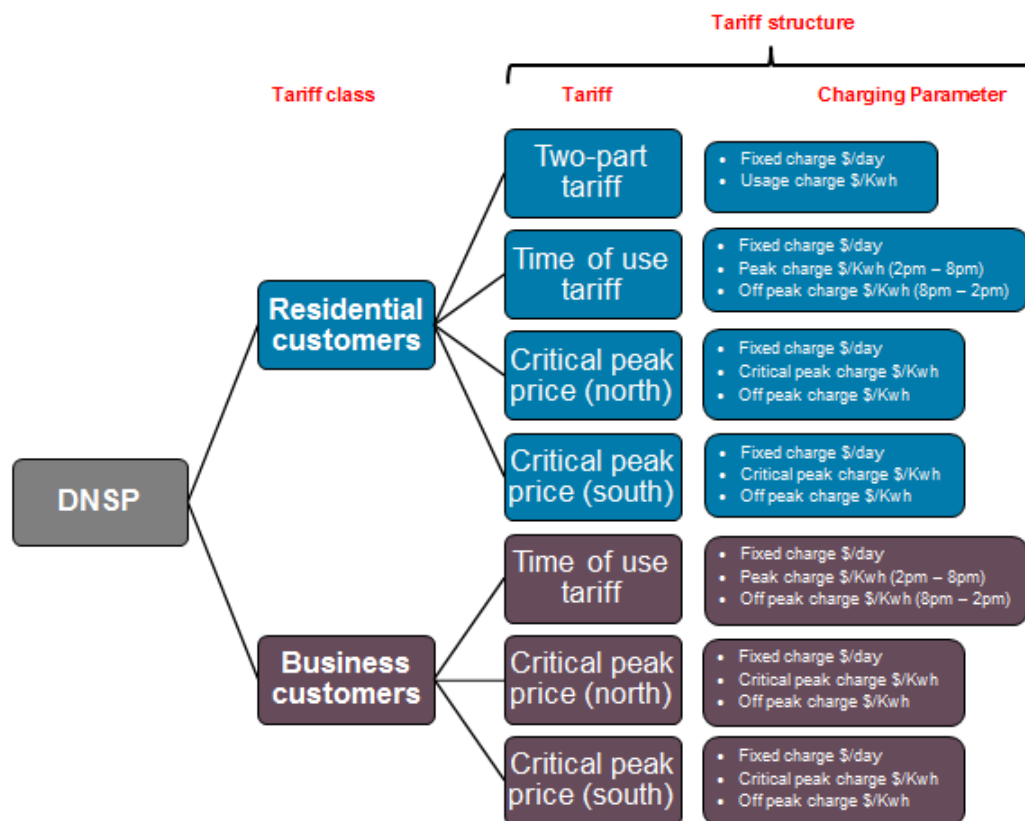 Tariff structure
Tariff class
Tariff
Charging Parameter
DNSP
Residential
customers
Two-part
tariff
• Fixed charge $/day
• Usage charge $/Kwh
Time of use
tariff
• Fixed charge $/day
• Peak charge $/Kwh (2pm – 8pm)
• Off peak charge $/Kwh (8pm – 2pm)
Critical peak
price (north)
• Fixed charge $/day
• Critical peak charge $/Kwh
• Off peak charge $/Kwh
Critical peak
price (south)
• Fixed charge $/day
• Critical peak charge $/Kwh
• Off peak charge $/Kwh
Business
customers
Time of use
tariff
• Fixed charge $/day
• Peak charge $/Kwh (2pm – 8pm)
• Off peak charge $/Kwh (8pm – 2pm)
Critical peak
price (north)
• Fixed charge $/day
• Critical peak charge $/Kwh
• Off peak charge $/Kwh
Critical peak
price (south)
• Fixed charge $/day
• Critical peak charge $/Kwh
• Off peak charge $/Kwh